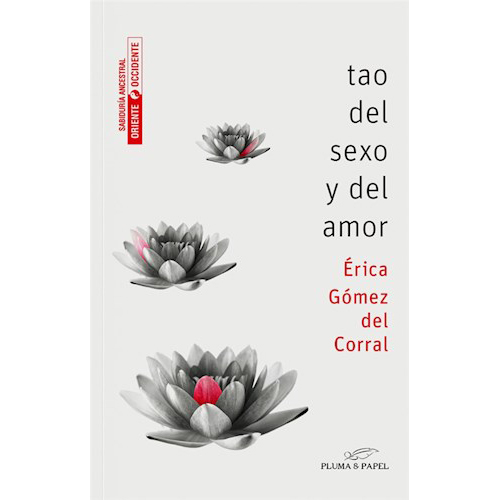 SABIDURÍA ANCESTRAL
ORIENTE OCCIDENTE
tao
del
sexo
y del
amor
Érica
Gómez
del
Corral
PLUMA & PAPEL